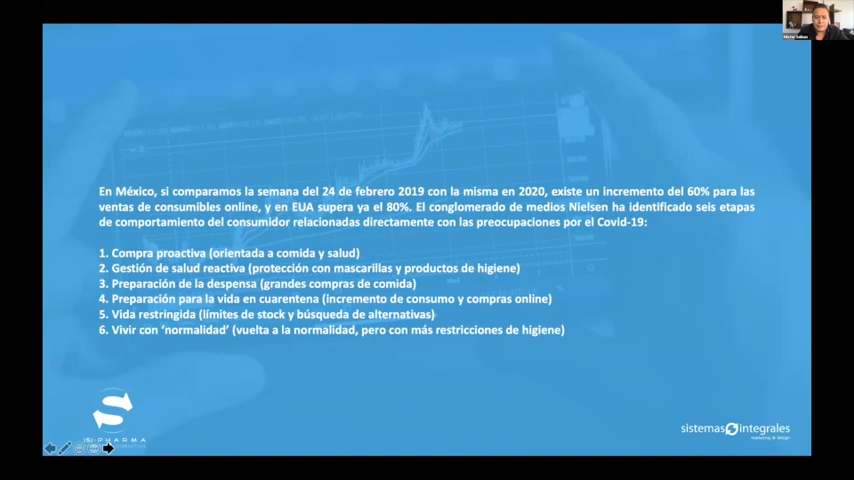 En México, si comparamos la semana del 24 de febrero 2019 con la misma en 2020, existe un incremento del 60% para las
ventas de consumibles online, y en EUA supera ya el 80%. El conglomerado de medios Nielsen ha identificado seis etapas
de comportamiento del consumidor relacionadas directamente con las preocupaciones por el Covid-19:
1. Compra proactiva (orientada a comida y salud)
2. Gestión de salud reactiva (protección con mascarillas y productos de higiene)
3. Preparación de la despensa (grandes compras de comida)
4. Preparación para la vida en cuarentena (incremento de consumo y compras online)
5. Vida restringida (límites de stock y búsqueda de alternativas)
6. Vivir con ‘normalidad’ (vuelta a la normalidad, pero con más restricciones de higiene)
PHARMA
sistemas integrales
marketing & design